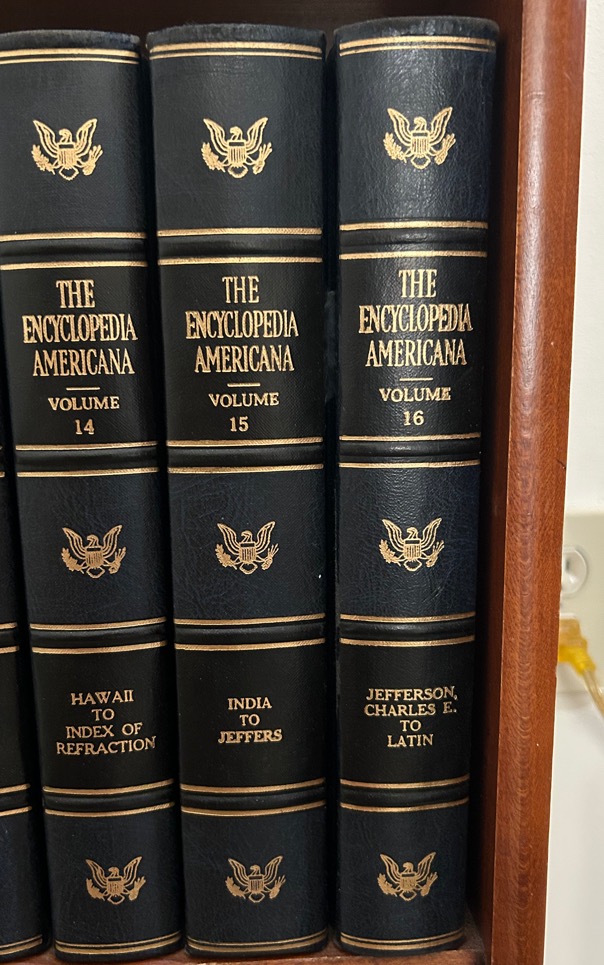 THE
ENCYCLOPEDIA
AMERICANA
VOLUME
14
HAWAII
TO
INDEX OF
REFRACTION
THE
ENCYCLOPEDIA
AMERICANA
VOLUME
15
INDIA
TO
JEFFERS
THE
ENCYCLOPEDIA
AMERICANA
VOLUME
16
JEFFERSON,
CHARLES E.
TO
LATIN